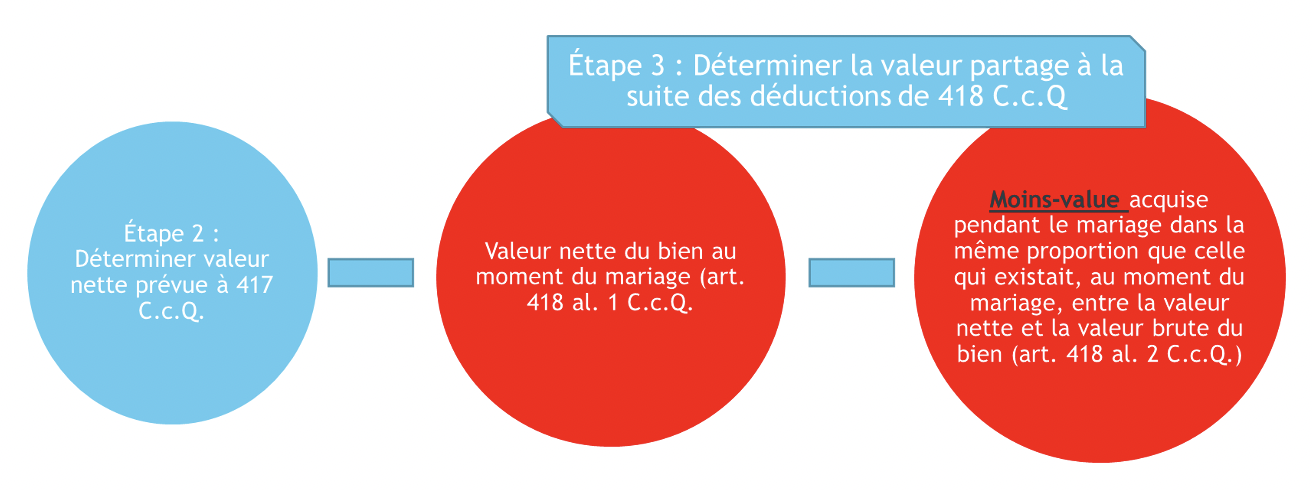 Étape 3 : Déterminer la valeur partage à la
suite des déductions de 418 C.c.Q
Étape 2 :
Déterminer valeur
nette prévue à 417
C.c.Q.
Valeur nette du bien au
moment du mariage (art.
418 al. 1 C.c.Q.
Moins-value acquise
pendant le mariage dans la
même proportion que celle
qui existait, au moment du
mariage, entre la valeur
nette et la valeur brute du
bien (art. 418 al. 2 C.c.Q.)